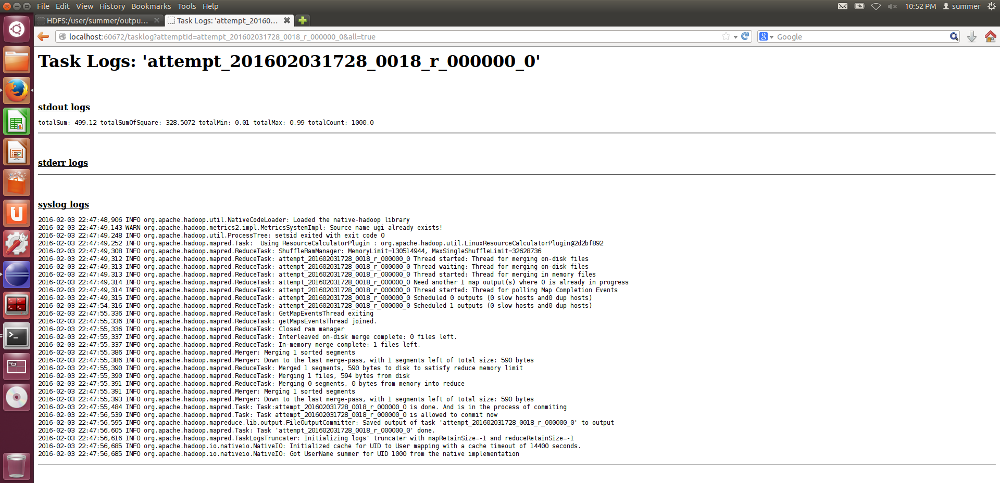 File Edit View History Bookmarks Tools Help
10:52 PM summer
HDFS:/user/summer/outpu...
Task Logs: 'attempt_20160...
localhost:60672/tasklog?attemptid=attempt_201602031728_0018_r_000000_0&all=true
Google
Task Logs: 'attempt_201602031728_0018_r_000000_0'
stdout logs
totalSum: 499.12 totalSumOfSquare: 328.5072 totalMin: 0.01 totalMax: 0.99 totalCount: 1000.0
stderr logs
syslog logs
2016-02-03 22:47:48,906 INFO org.apache.hadoop.util.NativeCodeLoader: Loaded the native-hadoop library
2016-02-03 22:47:49,143 WARN org.apache.hadoop.metrics2.impl.MetricsSystemImpl: Source name ugi already exists!
2016-02-03 22:47:49,248 INFO org.apache.hadoop.util.ProcessTree: setsid exited with exit code 0
2016-02-03 22:47:49,252 INFO org.apache.hadoop.mapred.Task:  Using ResourceCalculatorPlugin : org.apache.hadoop.util.LinuxResourceCalculatorPlugin@2d2bf892
2016-02-03 22:47:49,308 INFO org.apache.hadoop.mapred.ReduceTask: ShuffleRamManager: MemoryLimit=130514944, MaxSingleShuffleLimit=32628736
2016-02-03 22:47:49,312 INFO org.apache.hadoop.mapred.ReduceTask: attempt_201602031728_0018_r_000000_0 Thread started: Thread for merging on-disk files
2016-02-03 22:47:49,313 INFO org.apache.hadoop.mapred.ReduceTask: attempt_201602031728_0018_r_000000_0 Thread waiting: Thread for merging on-disk files
2016-02-03 22:47:49,313 INFO org.apache.hadoop.mapred.ReduceTask: attempt_201602031728_0018_r_000000_0 Thread started: Thread for merging in memory files
2016-02-03 22:47:49,314 INFO org.apache.hadoop.mapred.ReduceTask: attempt_201602031728_0018_r_000000_0 Need another 1 map output(s) where 0 is already in progress
2016-02-03 22:47:49,314 INFO org.apache.hadoop.mapred.ReduceTask: attempt_201602031728_0018_r_000000_0 Thread started: Thread for polling Map Completion Events
2016-02-03 22:47:49,315 INFO org.apache.hadoop.mapred.ReduceTask: attempt_201602031728_0018_r_000000_0 Scheduled 0 outputs (0 slow hosts and0 dup hosts)
2016-02-03 22:47:54,316 INFO org.apache.hadoop.mapred.ReduceTask: attempt_201602031728_0018_r_000000_0 Scheduled 1 outputs (0 slow hosts and0 dup hosts)
2016-02-03 22:47:55,336 INFO org.apache.hadoop.mapred.ReduceTask: GetMapEventsThread exiting
2016-02-03 22:47:55,336 INFO org.apache.hadoop.mapred.ReduceTask: getMapsEventsThread joined.
2016-02-03 22:47:55,336 INFO org.apache.hadoop.mapred.ReduceTask: Closed ram manager
2016-02-03 22:47:55,337 INFO org.apache.hadoop.mapred.ReduceTask: Interleaved on-disk merge complete: 0 files left.
2016-02-03 22:47:55,337 INFO org.apache.hadoop.mapred.ReduceTask: In-memory merge complete: 1 files left.
2016-02-03 22:47:55,386 INFO org.apache.hadoop.mapred.Merger: Merging 1 sorted segments
2016-02-03 22:47:55,386 INFO org.apache.hadoop.mapred.Merger: Down to the last merge-pass, with 1 segments left of total size: 590 bytes
2016-02-03 22:47:55,390 INFO org.apache.hadoop.mapred.ReduceTask: Merged 1 segments, 590 bytes to disk to satisfy reduce memory limit
2016-02-03 22:47:55,390 INFO org.apache.hadoop.mapred.ReduceTask: Merging 1 files, 594 bytes from disk
2016-02-03 22:47:55,391 INFO org.apache.hadoop.mapred.ReduceTask: Merging 0 segments, 0 bytes from memory into reduce
2016-02-03 22:47:55,391 INFO org.apache.hadoop.mapred.Merger: Merging 1 sorted segments
2016-02-03 22:47:55,393 INFO org.apache.hadoop.mapred.Merger: Down to the last merge-pass, with 1 segments left of total size: 590 bytes
2016-02-03 22:47:55,484 INFO org.apache.hadoop.mapred.Task: Task:attempt_201602031728_0018_r_000000_0 is done. And is in the process of commiting
2016-02-03 22:47:56,539 INFO org.apache.hadoop.mapred.Task: Task attempt_201602031728_0018_r_000000_0 is allowed to commit now
2016-02-03 22:47:56,595 INFO org.apache.hadoop.mapreduce.lib.output.FileOutputCommitter: Saved output of task 'attempt_201602031728_0018_r_000000_0' to output
2016-02-03 22:47:56,605 INFO org.apache.hadoop.mapred.Task: Task 'attempt_201602031728_0018_r_000000_0' done.
2016-02-03 22:47:56,616 INFO org.apache.hadoop.mapred.TaskLogsTruncater: Initializing logs' truncater with mapRetainSize=-1 and reduceRetainSize=-1
2016-02-03 22:47:56,685 INFO org.apache.hadoop.io.nativeio.NativeIO: Initialized cache for UID to User mapping with a cache timeout of 14400 seconds.
2016-02-03 22:47:56,685 INFO org.apache.hadoop.io.nativeio.NativeIO: Got UserName summer for UID 1000 from the native implementation